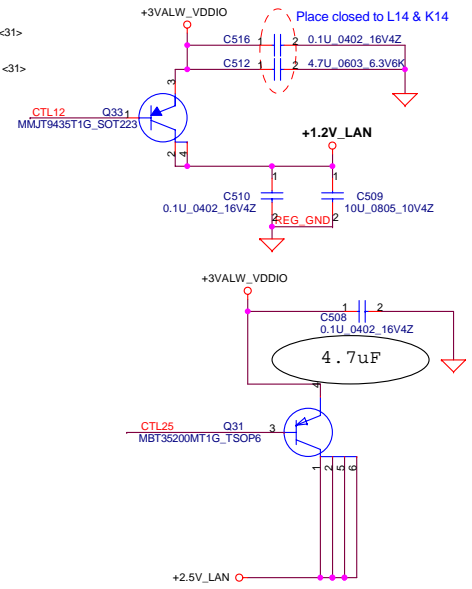 +3VALW_VDDIO
Place closed to L14 & K14
<31>
C516 1 2 0.1U_0402_16V4Z
<31>
C512 1 2 4.7U_0603_6.3V6K
3
CTL12 Q33 1
MMJT9435T1G_SOT223
+1.2V_LAN
2 4
1 1
C510 C509
0.1U_0402_16V4Z 10U_0805_10V4Z
2 REG_GND 2
+3VALW_VDDIO
1 2
C508
0.1U_0402_16V4Z
4.7uF
4
CTL25 Q31 3
MBT35200MT1G_TSOP6
1 2 5 6
+2.5V_LAN